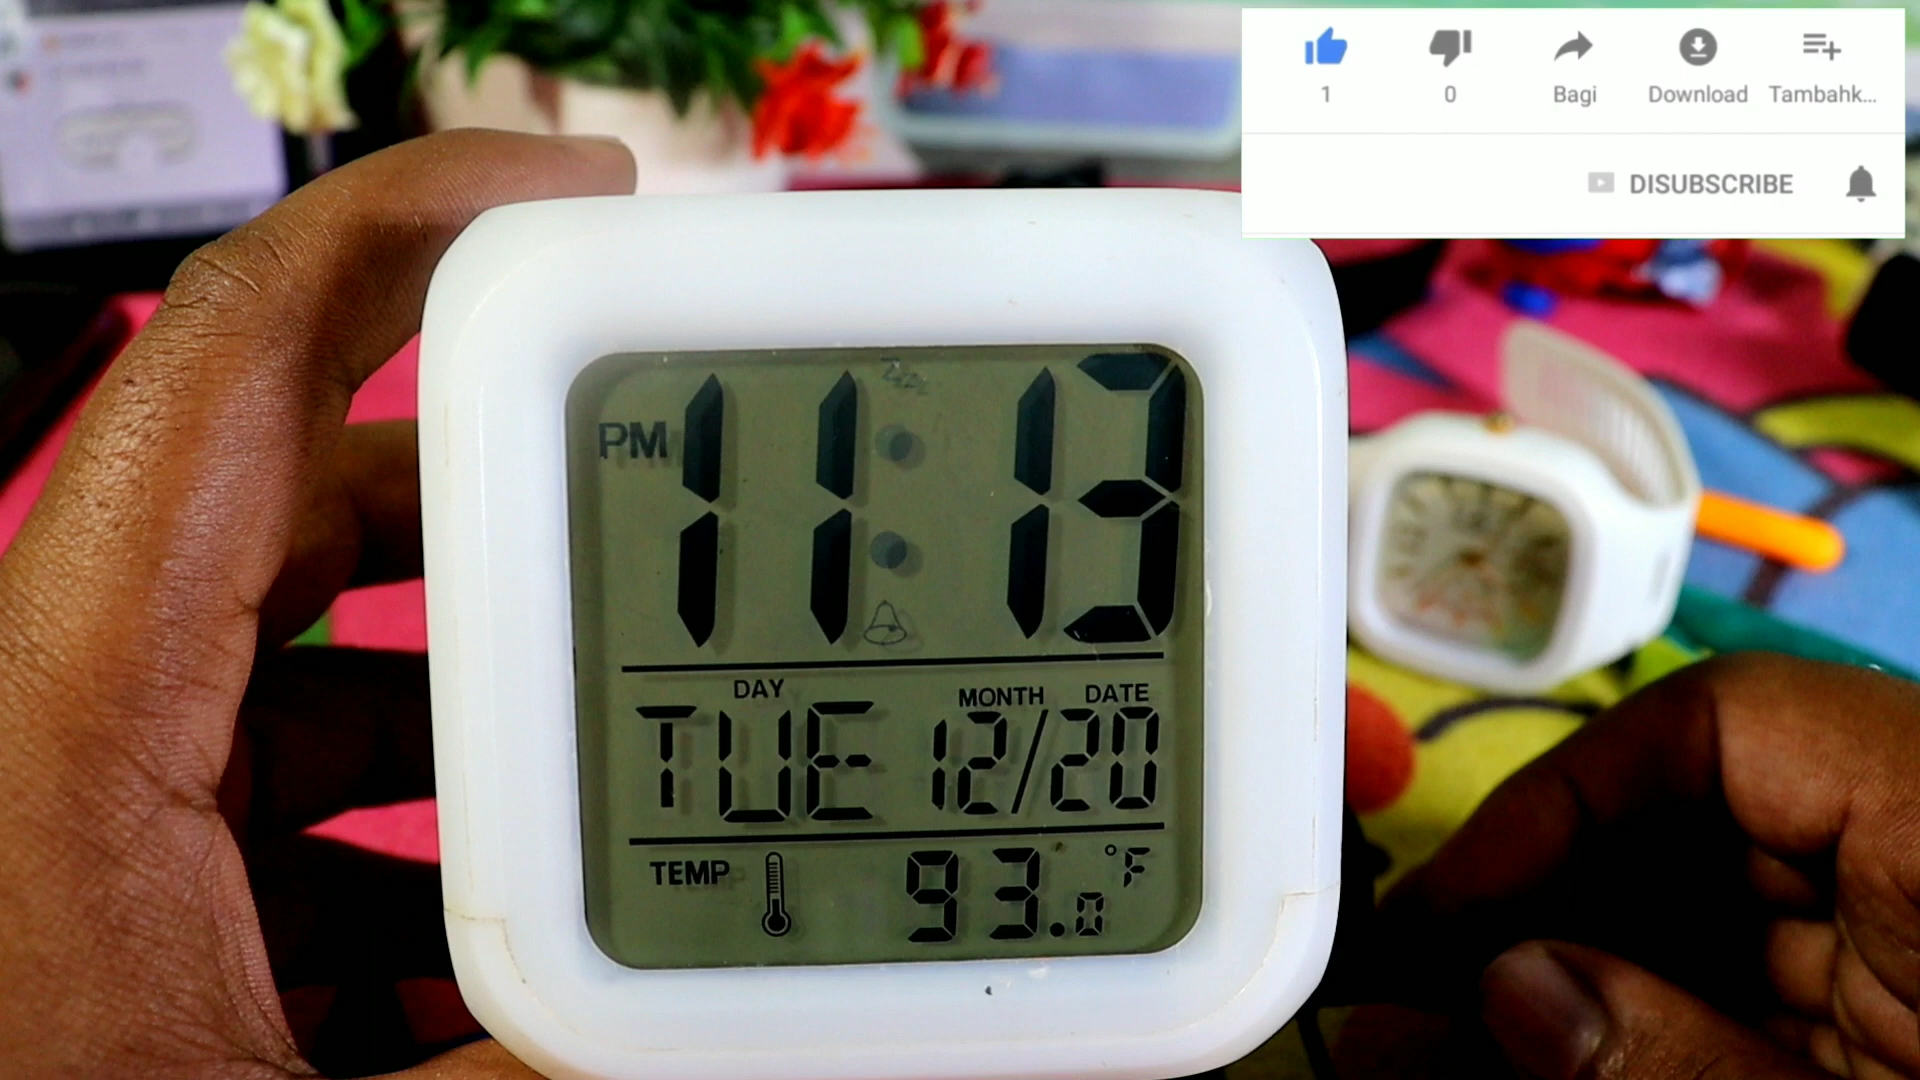 1 0 Bagi Download Tambahk...
DISUBSCRIBE
PM 11:13
DAY MONTH DATE
TUE 12/20
TEMP 93.0 °F